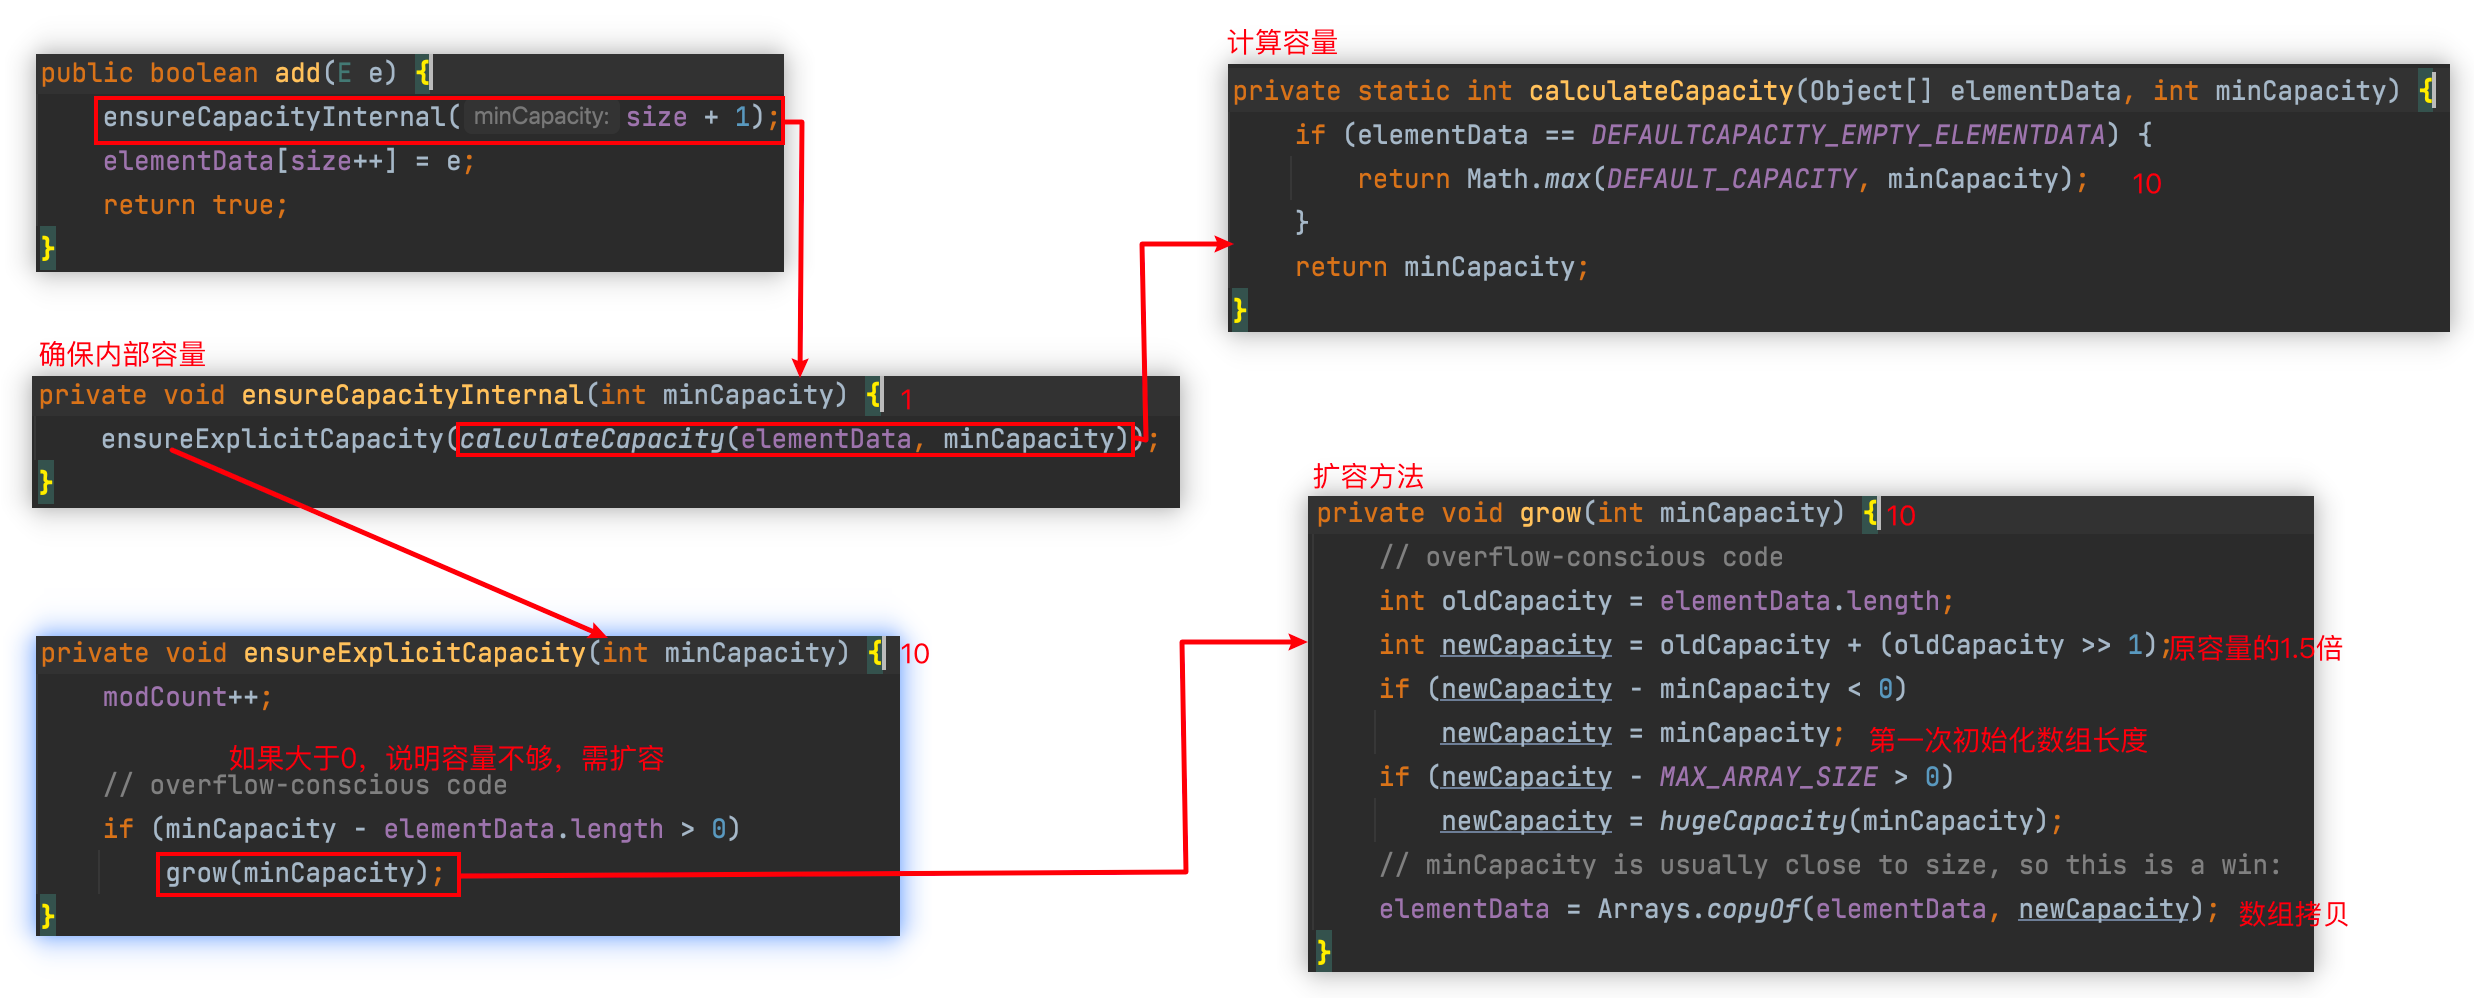 public boolean add(E e) {
ensureCapacityInternal( minCapacity: size + 1);
elementData[size++] = e;
return true;
}
计算容量
private static int calculateCapacity(Object[] elementData, int minCapacity) {
if (elementData == DEFAULTCAPACITY_EMPTY_ELEMENTDATA) {
return Math.max(DEFAULT_CAPACITY, minCapacity); 10
}
return minCapacity;
}
确保内部容量
private void ensureCapacityInternal(int minCapacity) { 1
ensureExplicitCapacity(calculateCapacity(elementData, minCapacity));
}
private void ensureExplicitCapacity(int minCapacity) { 10
modCount++;
如果大于0，说明容量不够，需扩容
// overflow-conscious code
if (minCapacity - elementData.length > 0)
grow(minCapacity);
}
扩容方法
private void grow(int minCapacity) { 10
// overflow-conscious code
int oldCapacity = elementData.length;
int newCapacity = oldCapacity + (oldCapacity >> 1); 原容量的1.5倍
if (newCapacity - minCapacity < 0)
newCapacity = minCapacity; 第一次初始化数组长度
if (newCapacity - MAX_ARRAY_SIZE > 0)
newCapacity = hugeCapacity(minCapacity);
// minCapacity is usually close to size, so this is a win:
elementData = Arrays.copyOf(elementData, newCapacity); 数组拷贝
}